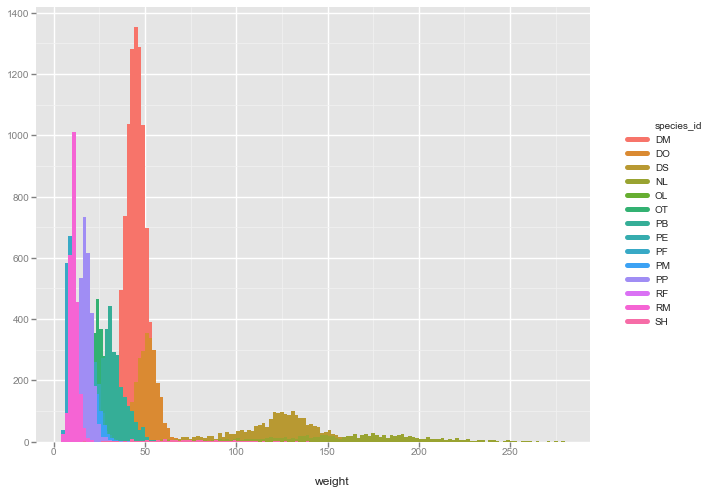 1400
1200
1000
800
600
400
200
0
0
50
100
150
200
250
weight
species_id
DM
DO
DS
NL
OL
OT
PB
PE
PF
PM
PP
RF
RM
SH